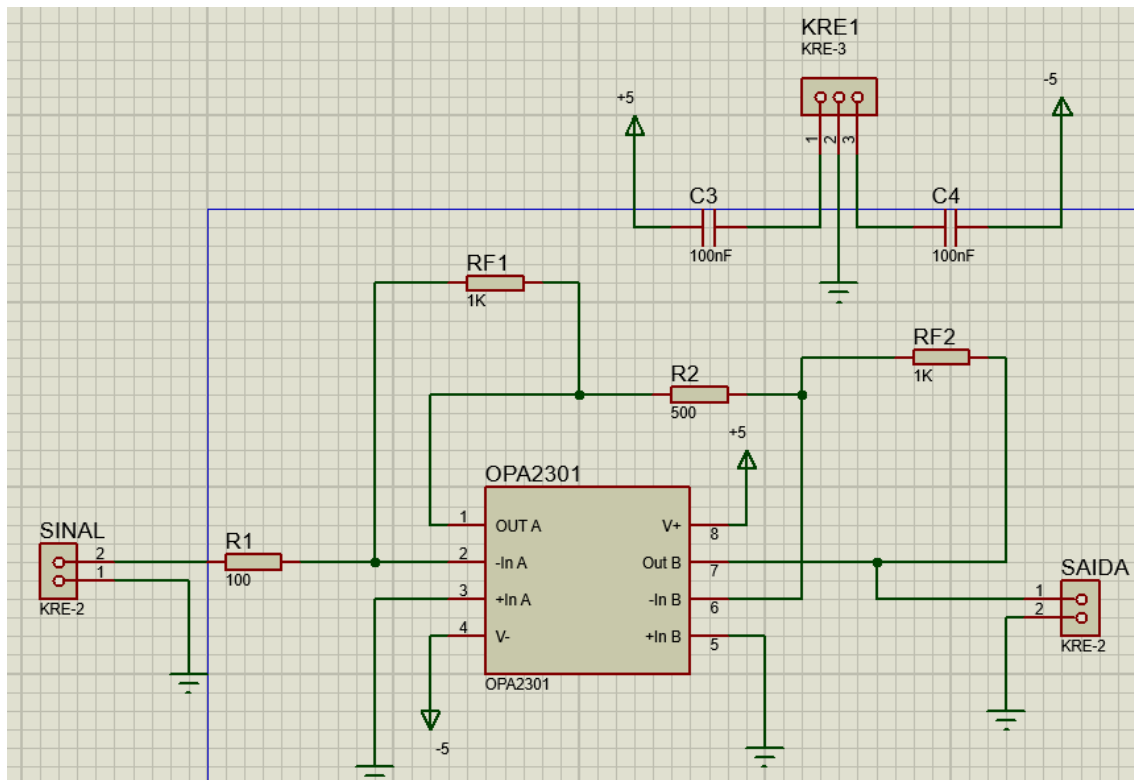 KRE1
KRE-3
+5
-5
1
2
3
C3
100nF
C4
100nF
RF1
1K
RF2
1K
R2
500
+5
OPA2301
1
OUT A
V+
8
SINAL
2
1
KRE-2
R1
100
2
-In A
Out B
7
SAIDA
1
2
KRE-2
3
+In A
-In B
6
4
V-
+In B
5
OPA2301
-5